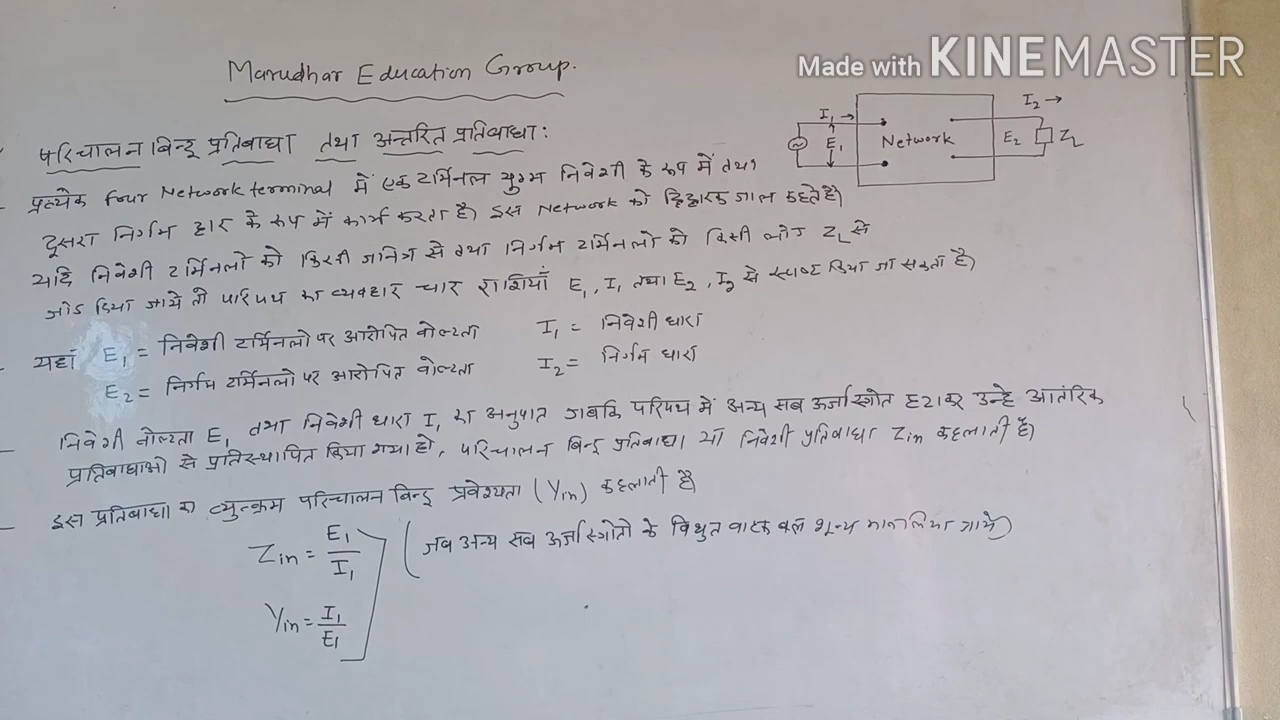 Made with KINEMASTER
Marudhar Education Group.
I₁ →
E₁
Network
I₂ →
E₂
ZL
परिचालन बिन्दू प्रतिबाधा तथा अन्तरित प्रतिबाधा:
प्रत्येक four Network terminal में एक टर्मिनल युग्म निवेशी के रूप में तथा
दूसरा निर्गम द्वार के रूप में कार्य करता है। इस Network को द्विद्वारक जाल कहते है।
यदि निवेशी टर्मिनलो को किसी जनित्र से तथा निर्गम टर्मिनलों को किसी लोड ZL से
जोड दिया जाये तो परिपथ का व्यवहार चार राशियाँ E₁, I₁ तथा E₂, I₂ से स्पष्ट किया जा सकता है।
यहां E₁ = निवेशी टर्मिनलो पर आरोपित वोल्टता I₁ = निवेशी धारा
E₂ = निर्गम टर्मिनलो पर आरोपित वोल्टता I₂ = निर्गम धारा
निवेशी वोल्टता E₁ तथा निवेशी धारा I₁ का अनुपात जबकि परिपथ में अन्य सब ऊर्जास्त्रोत हटाकर उन्हे आतंरिक
प्रतिबाधाओ से प्रतिस्थापित किया गया हो, परिचालन बिन्दू प्रतिबाधा या निवेशी प्रतिबाधा Zin कहलाती है।
इस प्रतिबाधा का व्युत्क्रम परिचालन बिन्दू प्रवेश्यता (Yin) कहलाती है।
Zin = E₁/I₁ (जब अन्य सब ऊर्जास्त्रोतो के विधुत वाहक बल शून्य मान लिया जाये)
Yin = I₁/E₁